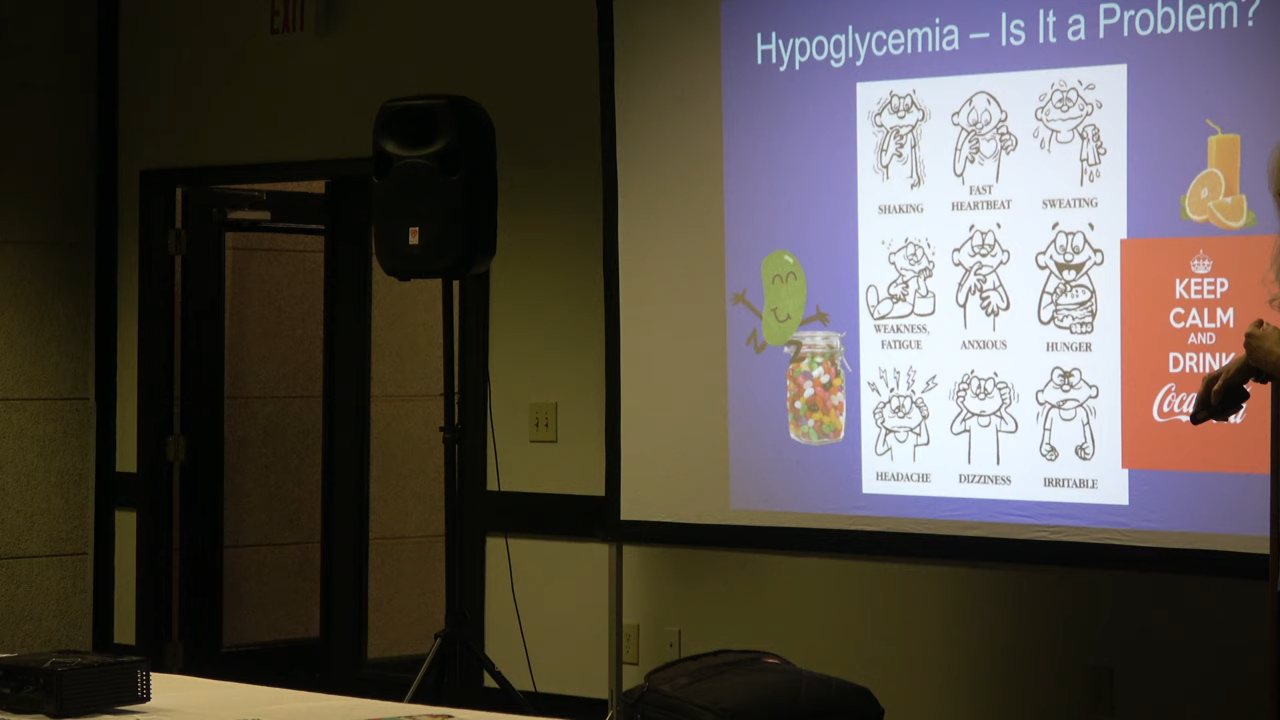 EXIT
Hypoglycemia – Is It a Problem?
SHAKING
FAST
HEARTBEAT
SWEATING
WEAKNESS,
FATIGUE
ANXIOUS
HUNGER
HEADACHE
DIZZINESS
IRRITABLE
KEEP
CALM
AND
DRINK